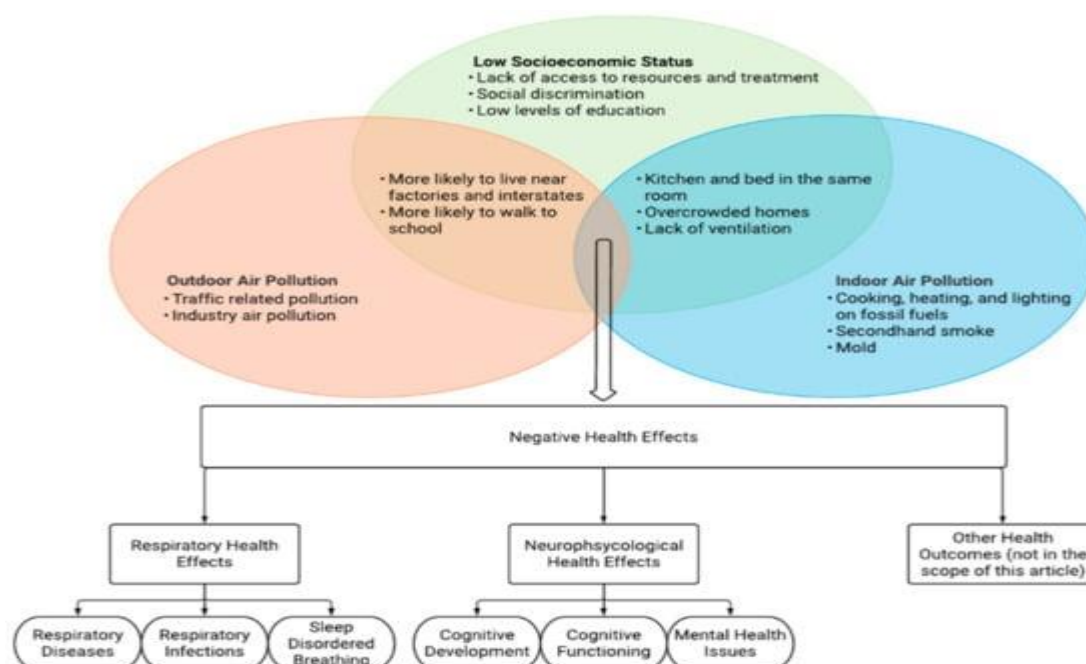 Low Socioeconomic Status
• Lack of access to resources and treatment
• Social discrimination
• Low levels of education
• More likely to live near
factories and interstates
• More likely to walk to
school
• Kitchen and bed in the same
room
• Overcrowded homes
• Lack of ventilation
Outdoor Air Pollution
• Traffic related pollution
• Industry air pollution
Indoor Air Pollution
• Cooking, heating, and lighting
on fossil fuels
• Secondhand smoke
• Mold
Negative Health Effects
Respiratory Health
Effects
Neurophsycological
Health Effects
Other Health
Outcomes (not in the
scope of this article)
Respiratory
Diseases
Respiratory
Infections
Sleep
Disordered
Breathing
Cognitive
Development
Cognitive
Functioning
Mental Health
Issues